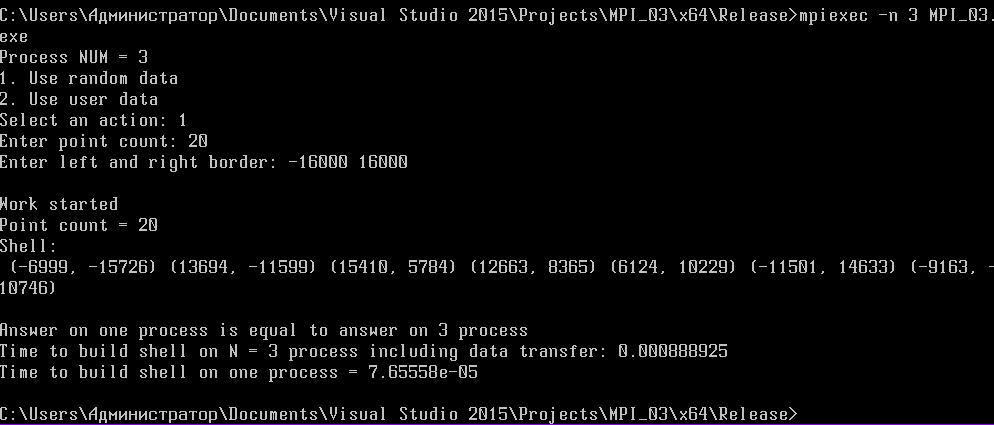 C:\Users\Администратор\Documents\Visual Studio 2015\Projects\MPI_03\x64\Release>mpiexec -n 3 MPI_03.
exe
Process NUM = 3
1. Use random data
2. Use user data
Select an action: 1
Enter point count: 20
Enter left and right border: -16000 16000
Work started
Point count = 20
Shell:
(-6999, -15726) (13694, -11599) (15410, 5784) (12663, 8365) (6124, 10229) (-11501, 14633) (-9163, -
10746)
Answer on one process is equal to answer on 3 process
Time to build shell on N = 3 process including data transfer: 0.000888925
Time to build shell on one process = 7.65558e-05
C:\Users\Администратор\Documents\Visual Studio 2015\Projects\MPI_03\x64\Release>